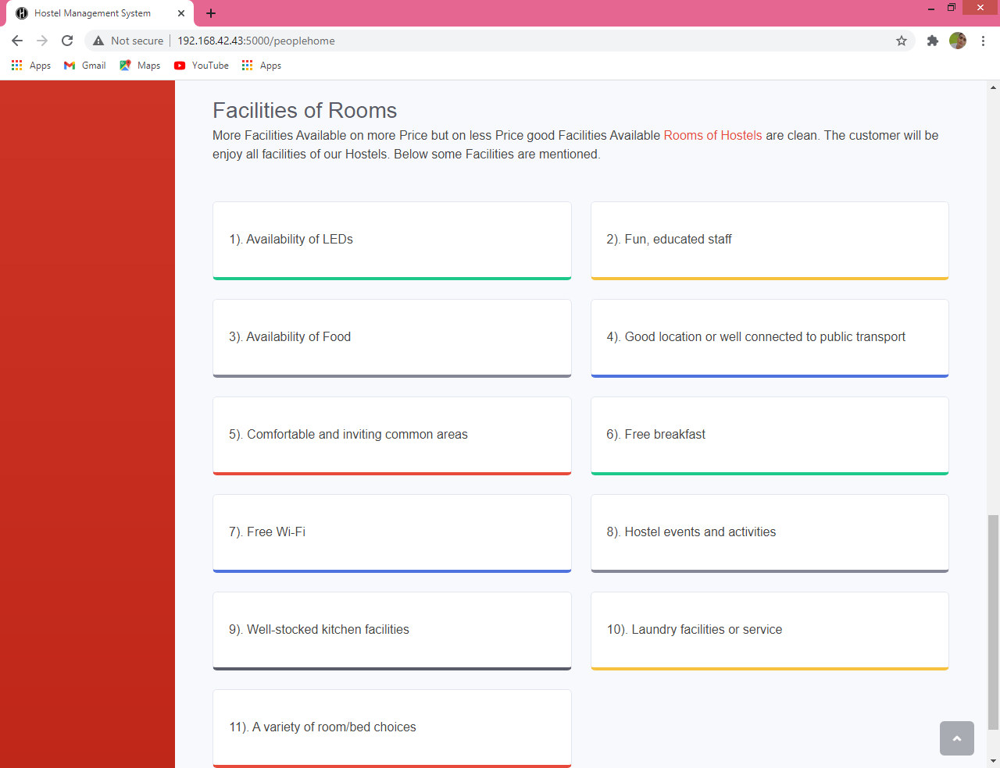 Hostel Management System
Not secure 192.168.42.43:5000/peoplehome
Apps Gmail Maps YouTube Apps
Facilities of Rooms
More Facilities Available on more Price but on less Price good Facilities Available Rooms of Hostels are clean. The customer will be
enjoy all facilities of our Hostels. Below some Facilities are mentioned.
1). Availability of LEDs
2). Fun, educated staff
3). Availability of Food
4). Good location or well connected to public transport
5). Comfortable and inviting common areas
6). Free breakfast
7). Free Wi-Fi
8). Hostel events and activities
9). Well-stocked kitchen facilities
10). Laundry facilities or service
11). A variety of room/bed choices